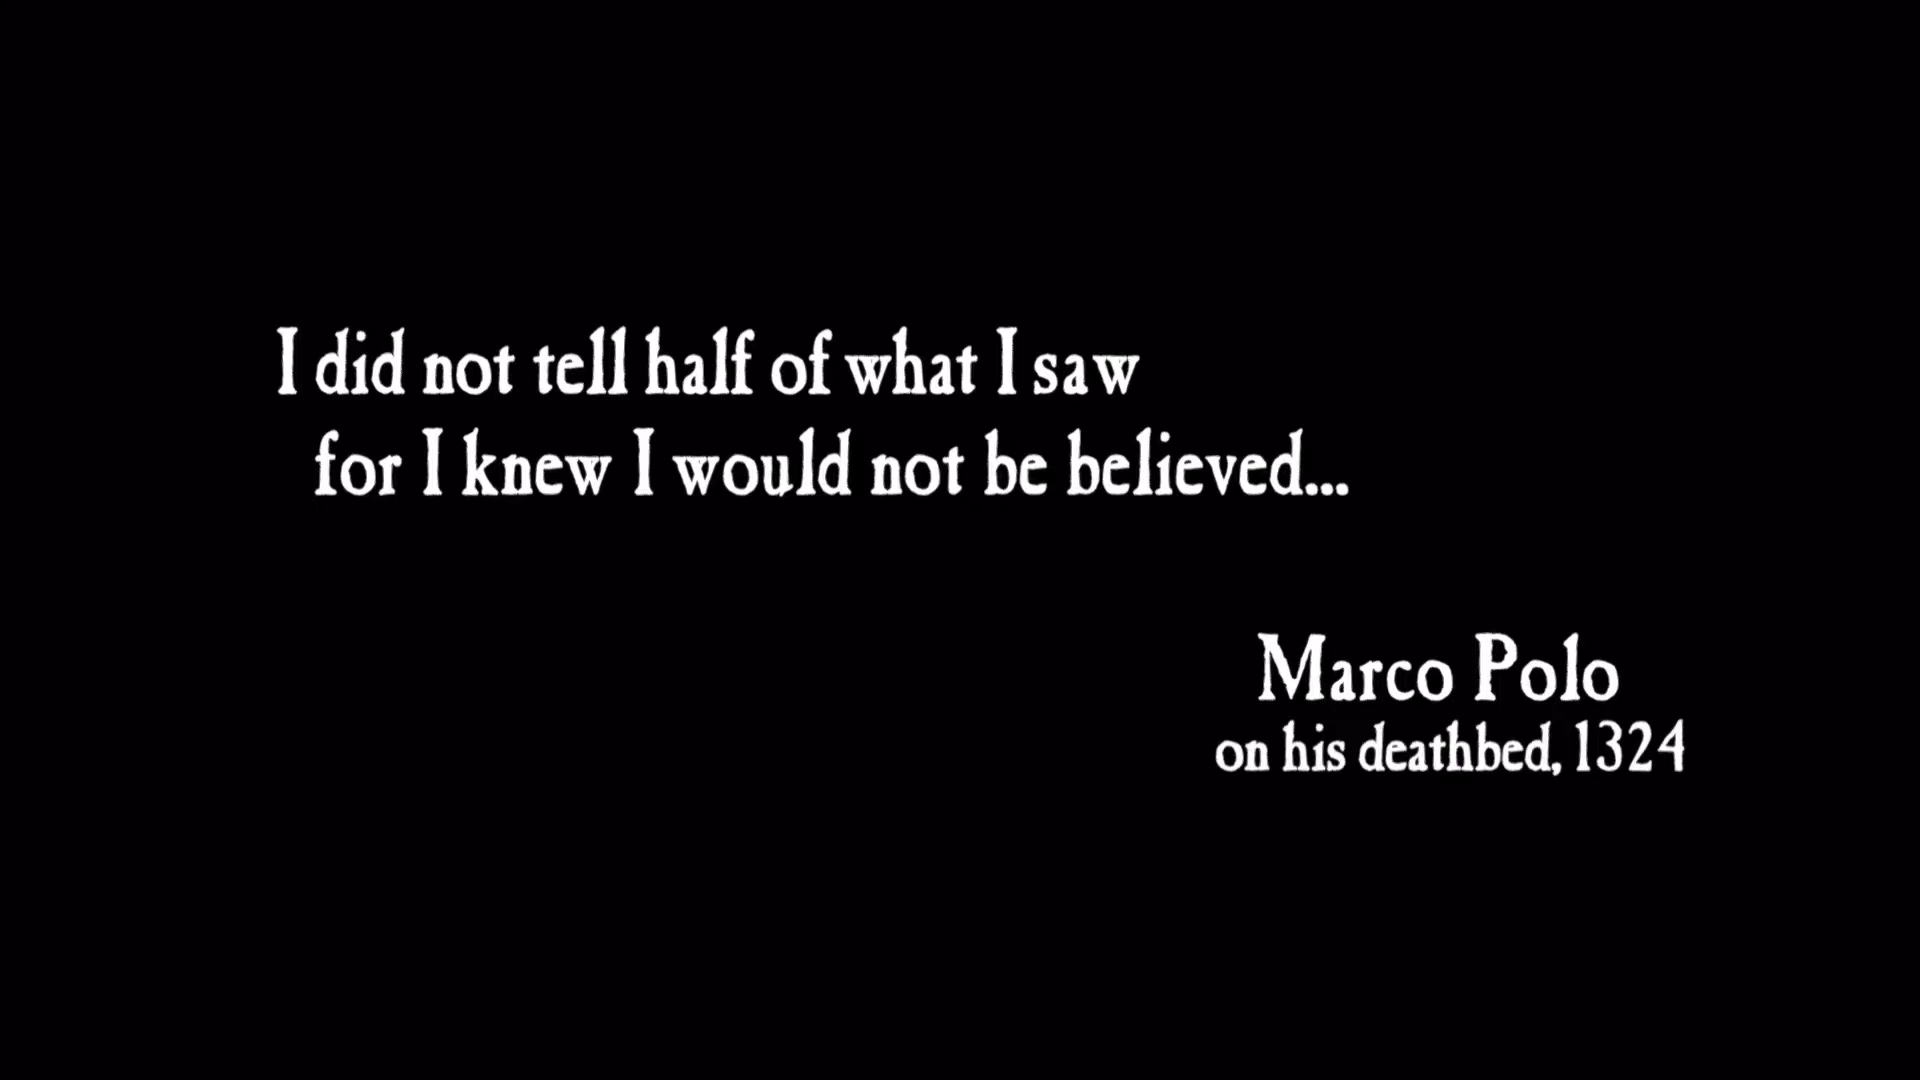 I did not tell half of what I saw
for I knew I would not be believed...
Marco Polo
on his deathbed, 1324